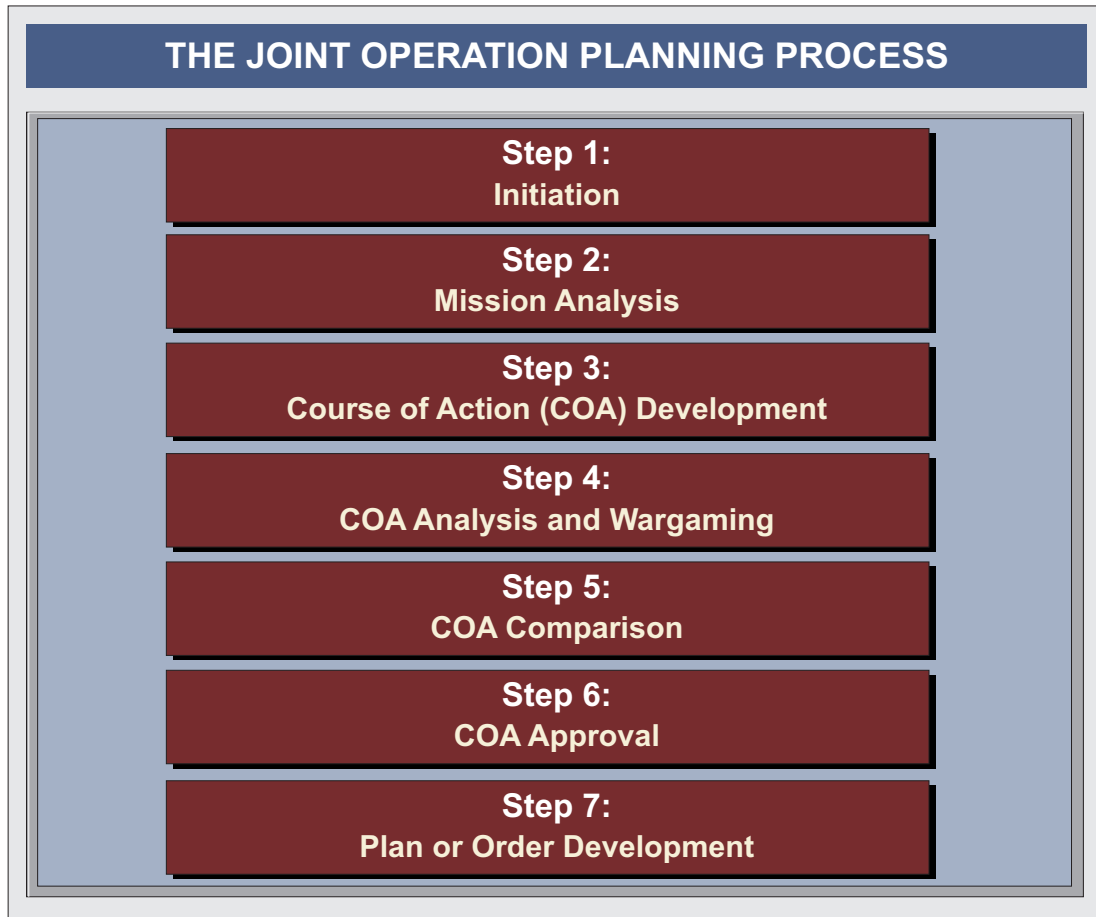 THE JOINT OPERATION PLANNING PROCESS
Step 1:
Initiation
Step 2:
Mission Analysis
Step 3:
Course of Action (COA) Development
Step 4:
COA Analysis and Wargaming
Step 5:
COA Comparison
Step 6:
COA Approval
Step 7:
Plan or Order Development